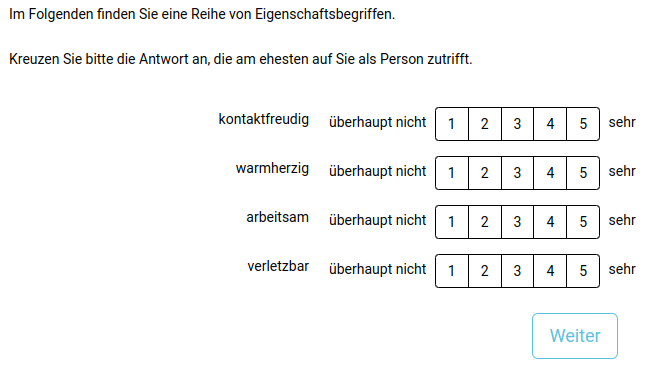 Im Folgenden finden Sie eine Reihe von Eigenschaftsbegriffen.
Kreuzen Sie bitte die Antwort an, die am ehesten auf Sie als Person zutrifft.
kontaktfreudig überhaupt nicht 1 2 3 4 5 sehr
warmherzig überhaupt nicht 1 2 3 4 5 sehr
arbeitsam überhaupt nicht 1 2 3 4 5 sehr
verletzbar überhaupt nicht 1 2 3 4 5 sehr
Weiter